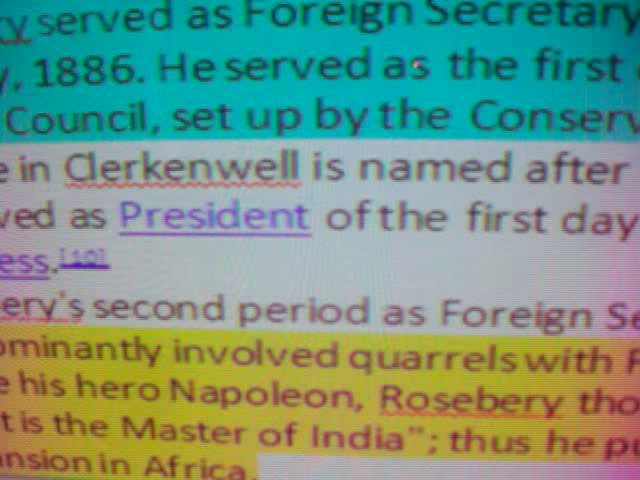 served as Foreign Secretary
, 1886. He served as the first
Council, set up by the Conserv
e in Clerkenwell is named after
ved as President of the first day
ess.[10]
ery's second period as Foreign Se
ominantly involved quarrels with F
e his hero Napoleon, Rosebery tho
t is the Master of India"; thus he pu
ansion in Africa.